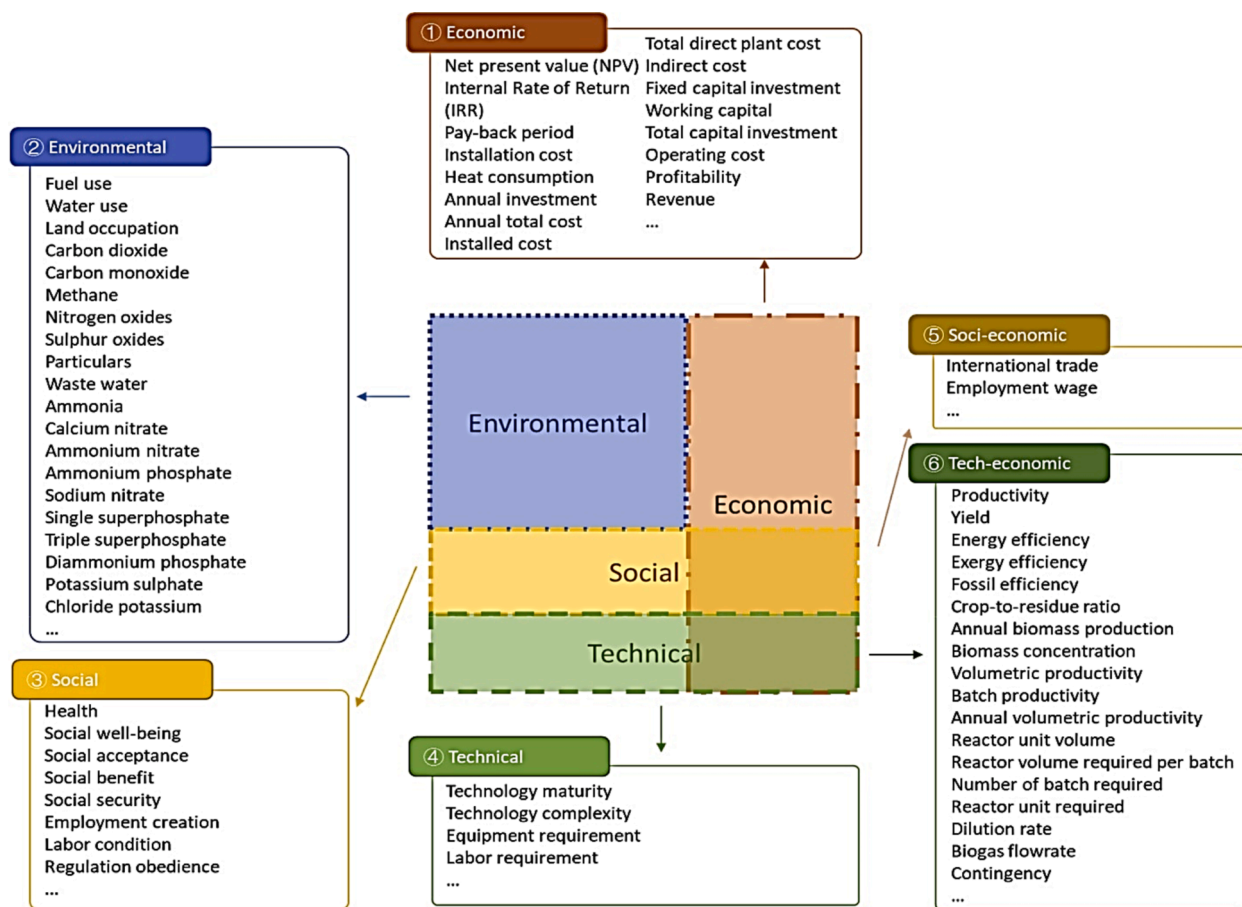 ① Economic
Net present value (NPV)
Internal Rate of Return
(IRR)
Pay-back period
Installation cost
Heat consumption
Annual investment
Annual total cost
Installed cost
Total direct plant cost
Indirect cost
Fixed capital investment
Working capital
Total capital investment
Operating cost
Profitability
Revenue
...
② Environmental
Fuel use
Water use
Land occupation
Carbon dioxide
Carbon monoxide
Methane
Nitrogen oxides
Sulphur oxides
Particulars
Waste water
Ammonia
Calcium nitrate
Ammonium nitrate
Ammonium phosphate
Sodium nitrate
Single superphosphate
Triple superphosphate
Diammonium phosphate
Potassium sulphate
Chloride potassium
...
Environmental
Economic
Social
Technical
③ Social
Health
Social well-being
Social acceptance
Social benefit
Social security
Employment creation
Labor condition
Regulation obedience
...
④ Technical
Technology maturity
Technology complexity
Equipment requirement
Labor requirement
...
⑤ Soci-economic
International trade
Employment wage
...
⑥ Tech-economic
Productivity
Yield
Energy efficiency
Exergy efficiency
Fossil efficiency
Crop-to-residue ratio
Annual biomass production
Biomass concentration
Volumetric productivity
Batch productivity
Annual volumetric productivity
Reactor unit volume
Reactor volume required per batch
Number of batch required
Reactor unit required
Dilution rate
Biogas flowrate
Contingency
...